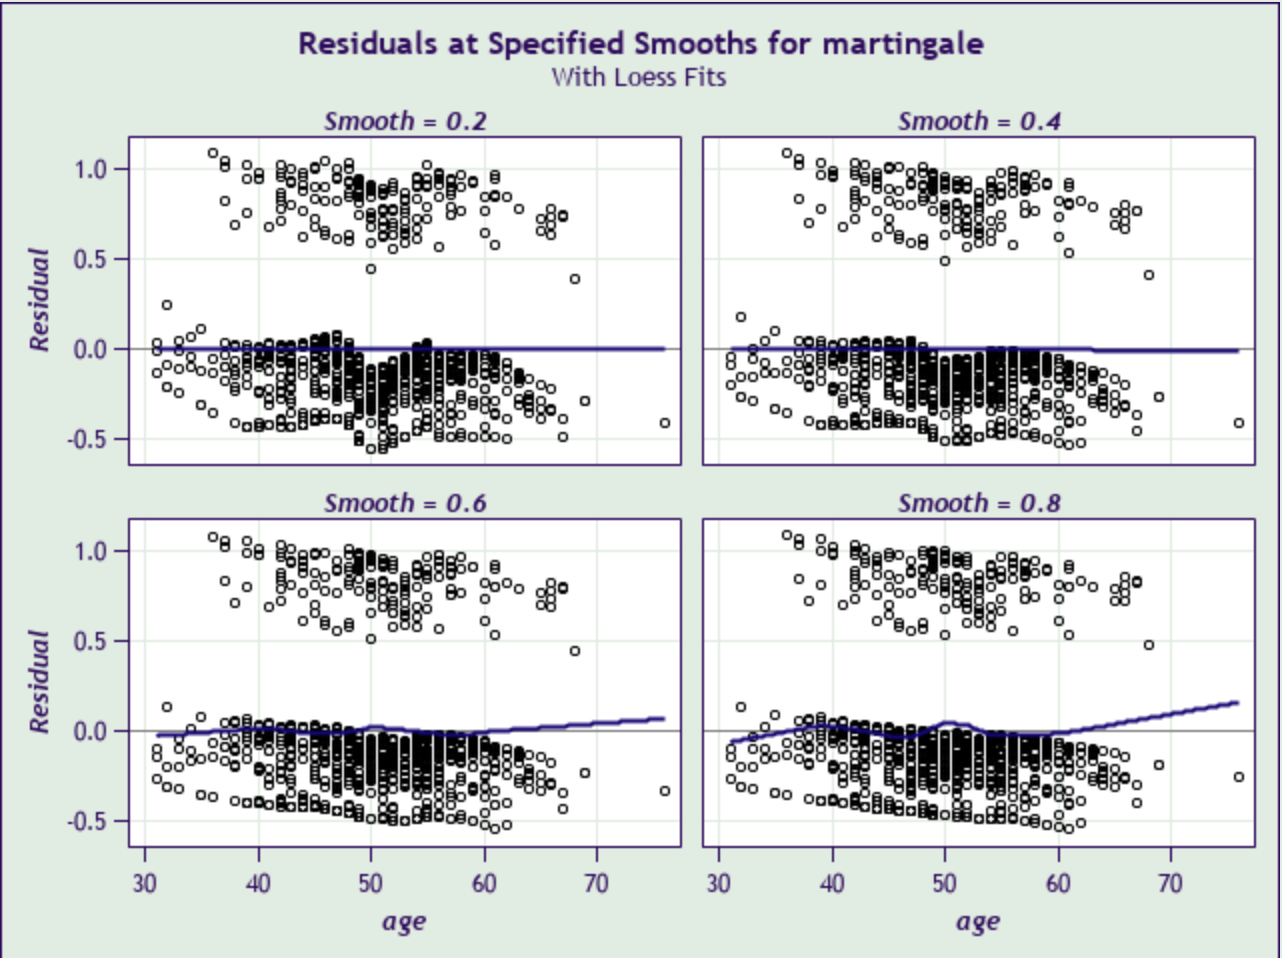 Residuals at Specified Smooths for martingale
With Loess Fits
Smooth = 0.2
Smooth = 0.4
1.0
0.5
0.0
-0.5
Residual
Smooth = 0.6
Smooth = 0.8
1.0
0.5
0.0
-0.5
Residual
30 40 50 60 70
30 40 50 60 70
age
age